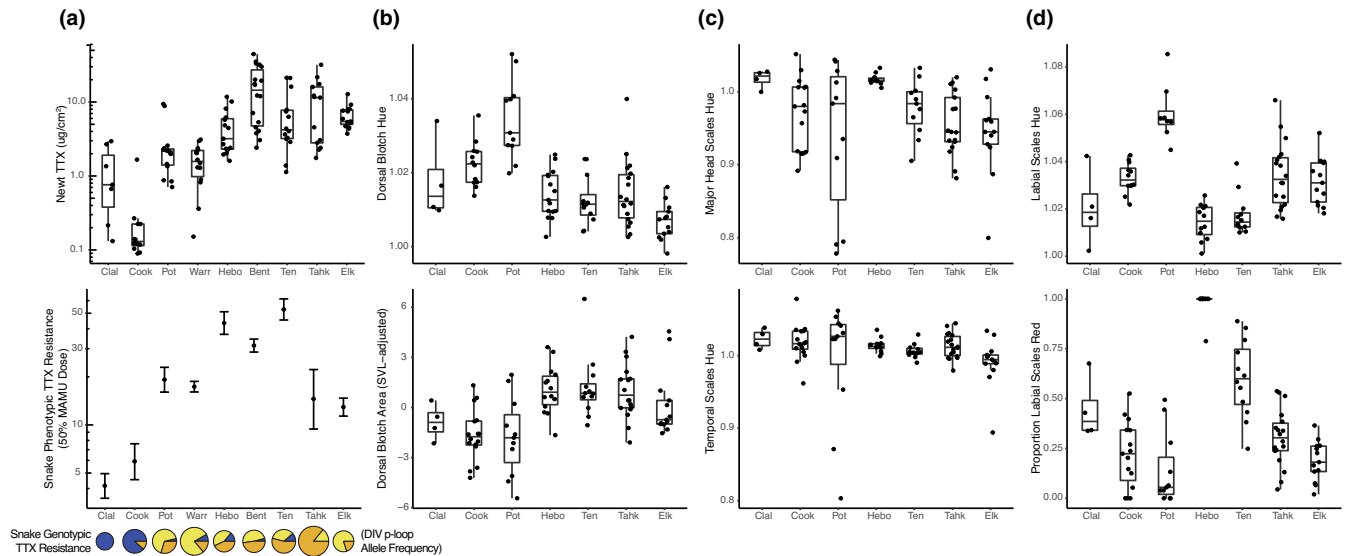 (a)
Newt TTX (ug/cm²)
10.0
1.0
0.1
Clal Cook Pot Warr Hebo Bent Ten Tahk Elk
Snake Phenotypic TTX Resistance
(50% MAMU Dose)
50
30
10
5
Clal Cook Pot Warr Hebo Bent Ten Tahk Elk
Snake Genotypic
TTX Resistance
(DIV p-loop
Allele Frequency)
(b)
Dorsal Blotch Hue
1.04
1.02
1.00
Clal Cook Pot Hebo Ten Tahk Elk
Dorsal Blotch Area (SVL-adjusted)
6
3
0
−3
−6
Clal Cook Pot Hebo Ten Tahk Elk
(c)
Major Head Scales Hue
1.0
0.9
0.8
Clal Cook Pot Hebo Ten Tahk Elk
Temporal Scales Hue
1.0
0.8
Clal Cook Pot Hebo Ten Tahk Elk
(d)
Labial Scales Hue
1.08
1.06
1.04
1.02
1.00
Clal Cook Pot Hebo Ten Tahk Elk
Proportion Labial Scales Red
1.00
0.75
0.50
0.25
0.00
Clal Cook Pot Hebo Ten Tahk Elk